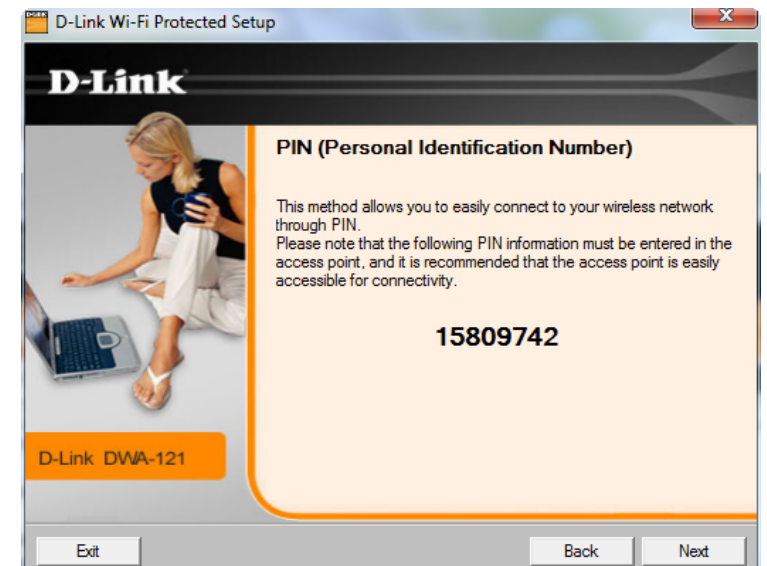 D-Link Wi-Fi Protected Setup
D-Link
PIN (Personal Identification Number)
This method allows you to easily connect to your wireless network
through PIN.
Please note that the following PIN information must be entered in the
access point, and it is recommended that the access point is easily
accessible for connectivity.
15809742
D-Link DWA-121
Exit
Back
Next